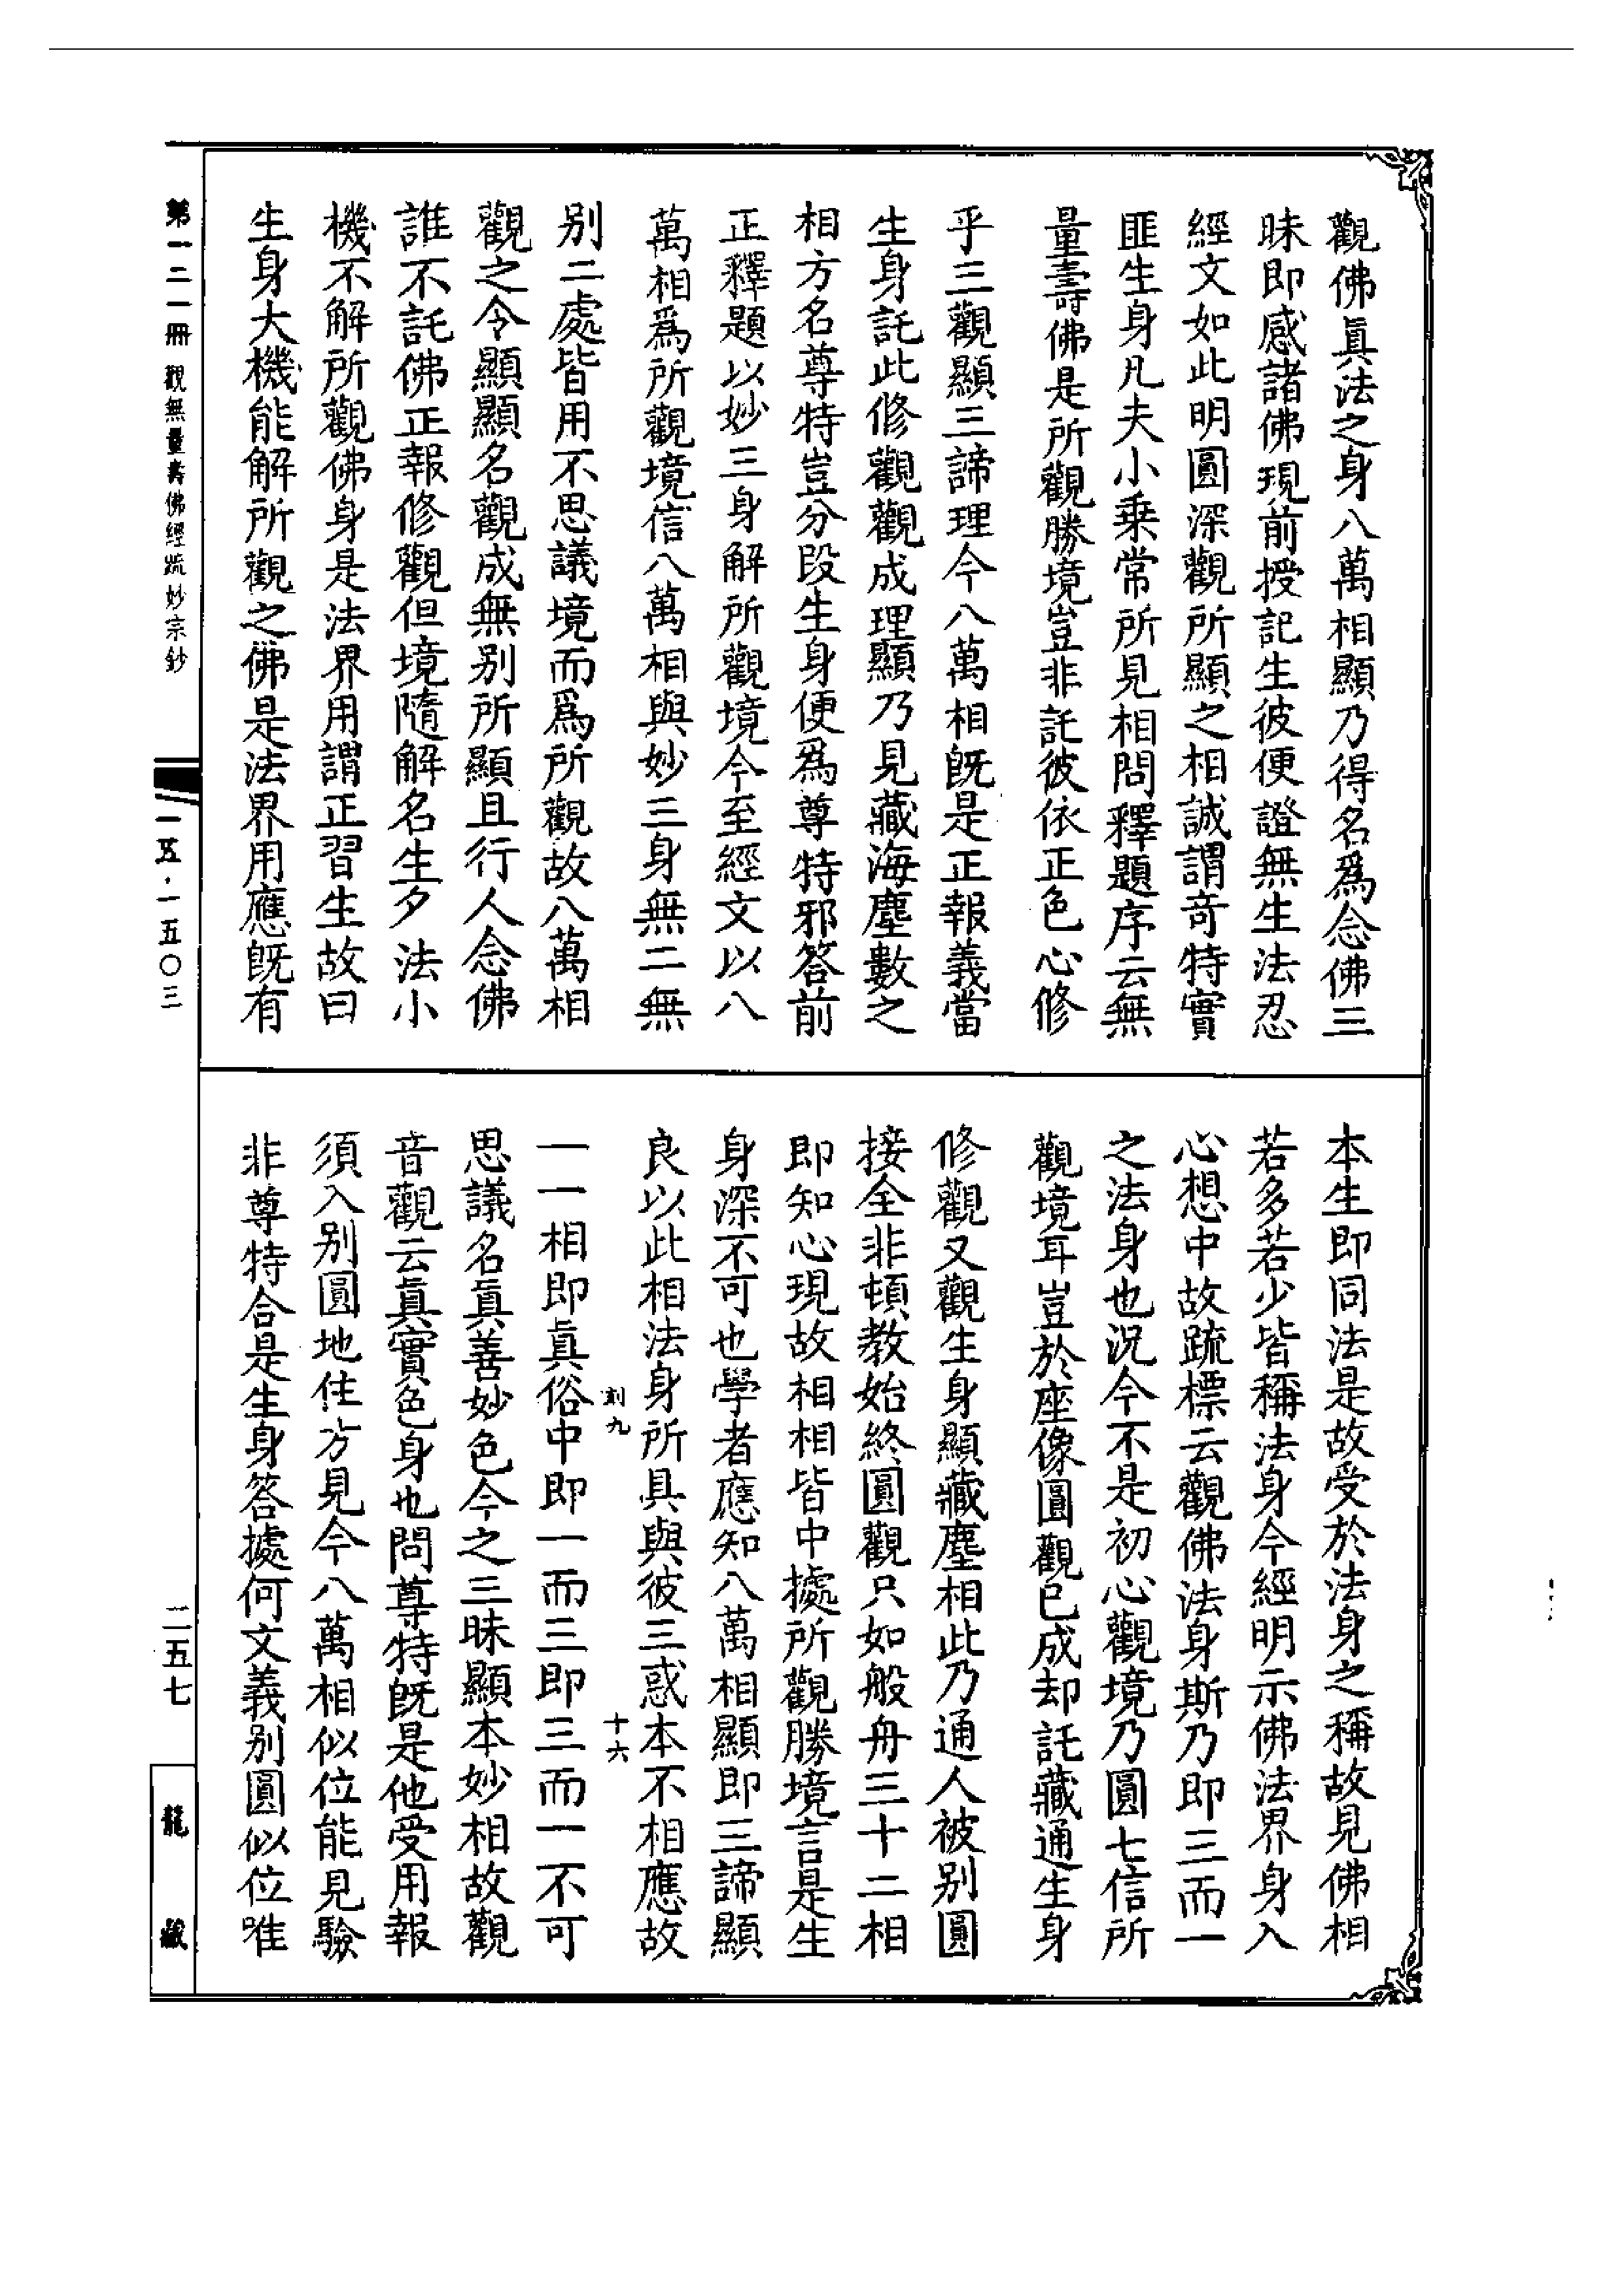 觀佛眞法之身八萬相顯乃得名爲念佛三
昧即感諸佛現前授記生彼便證無生法忍
經文如此明圓深觀所顯之相誠謂奇特實
匪生身凡夫小乗常所見相問釋題序云無
量壽佛是所觀勝境豈非託彼依正色心修
乎三觀顯三諦理今八萬相旣是正報義當
生身託此修觀觀成理顯乃見藏海塵數之
相方名尊特豈分段生身便爲尊特邪答前
正釋題以妙三身解所觀境今至經文以八
萬相爲所觀境信八萬相與妙三身無二無
别二處皆用不思議境而爲所觀故八萬相
觀之令顯顯名觀成無别所顯且行人念佛
誰不託佛正報修觀但境隨解名生夕法小
機不解所觀佛身是法界用謂正習生故曰
生身大機能解所觀之佛是法界用應旣有
本生即同法是故受於法身之稱故見佛相
若多若少皆稱法身今經明示佛法界身入
心想中故疏標云觀佛法身斯乃即三而一
之法身也況今不是初心觀境乃圓七信所
觀境耳豈於座像圓觀已成却託藏通生身
修觀又觀生身顯藏塵相此乃通人被别圓
接全非頓教始終圓觀只如般舟三十二相
即知心現故相相皆中據所觀勝境言是生
身深不可也學者應知八萬相顯即三諦顯
良以此相法身所具與彼三惑本不相應故
刻九 十六
一一相即眞俗中即一而三即三而一不可
思議名眞善妙色今之三昧顯本妙相故觀
音觀云眞實色身也問尊特旣是他受用報
須入别圓地住方見今八萬相似位能見驗
非尊特合是生身答據何文義别圓似位唯
第一二一冊 觀無量壽佛經疏妙宗鈔
一五·一五〇三
二五七
龍藏